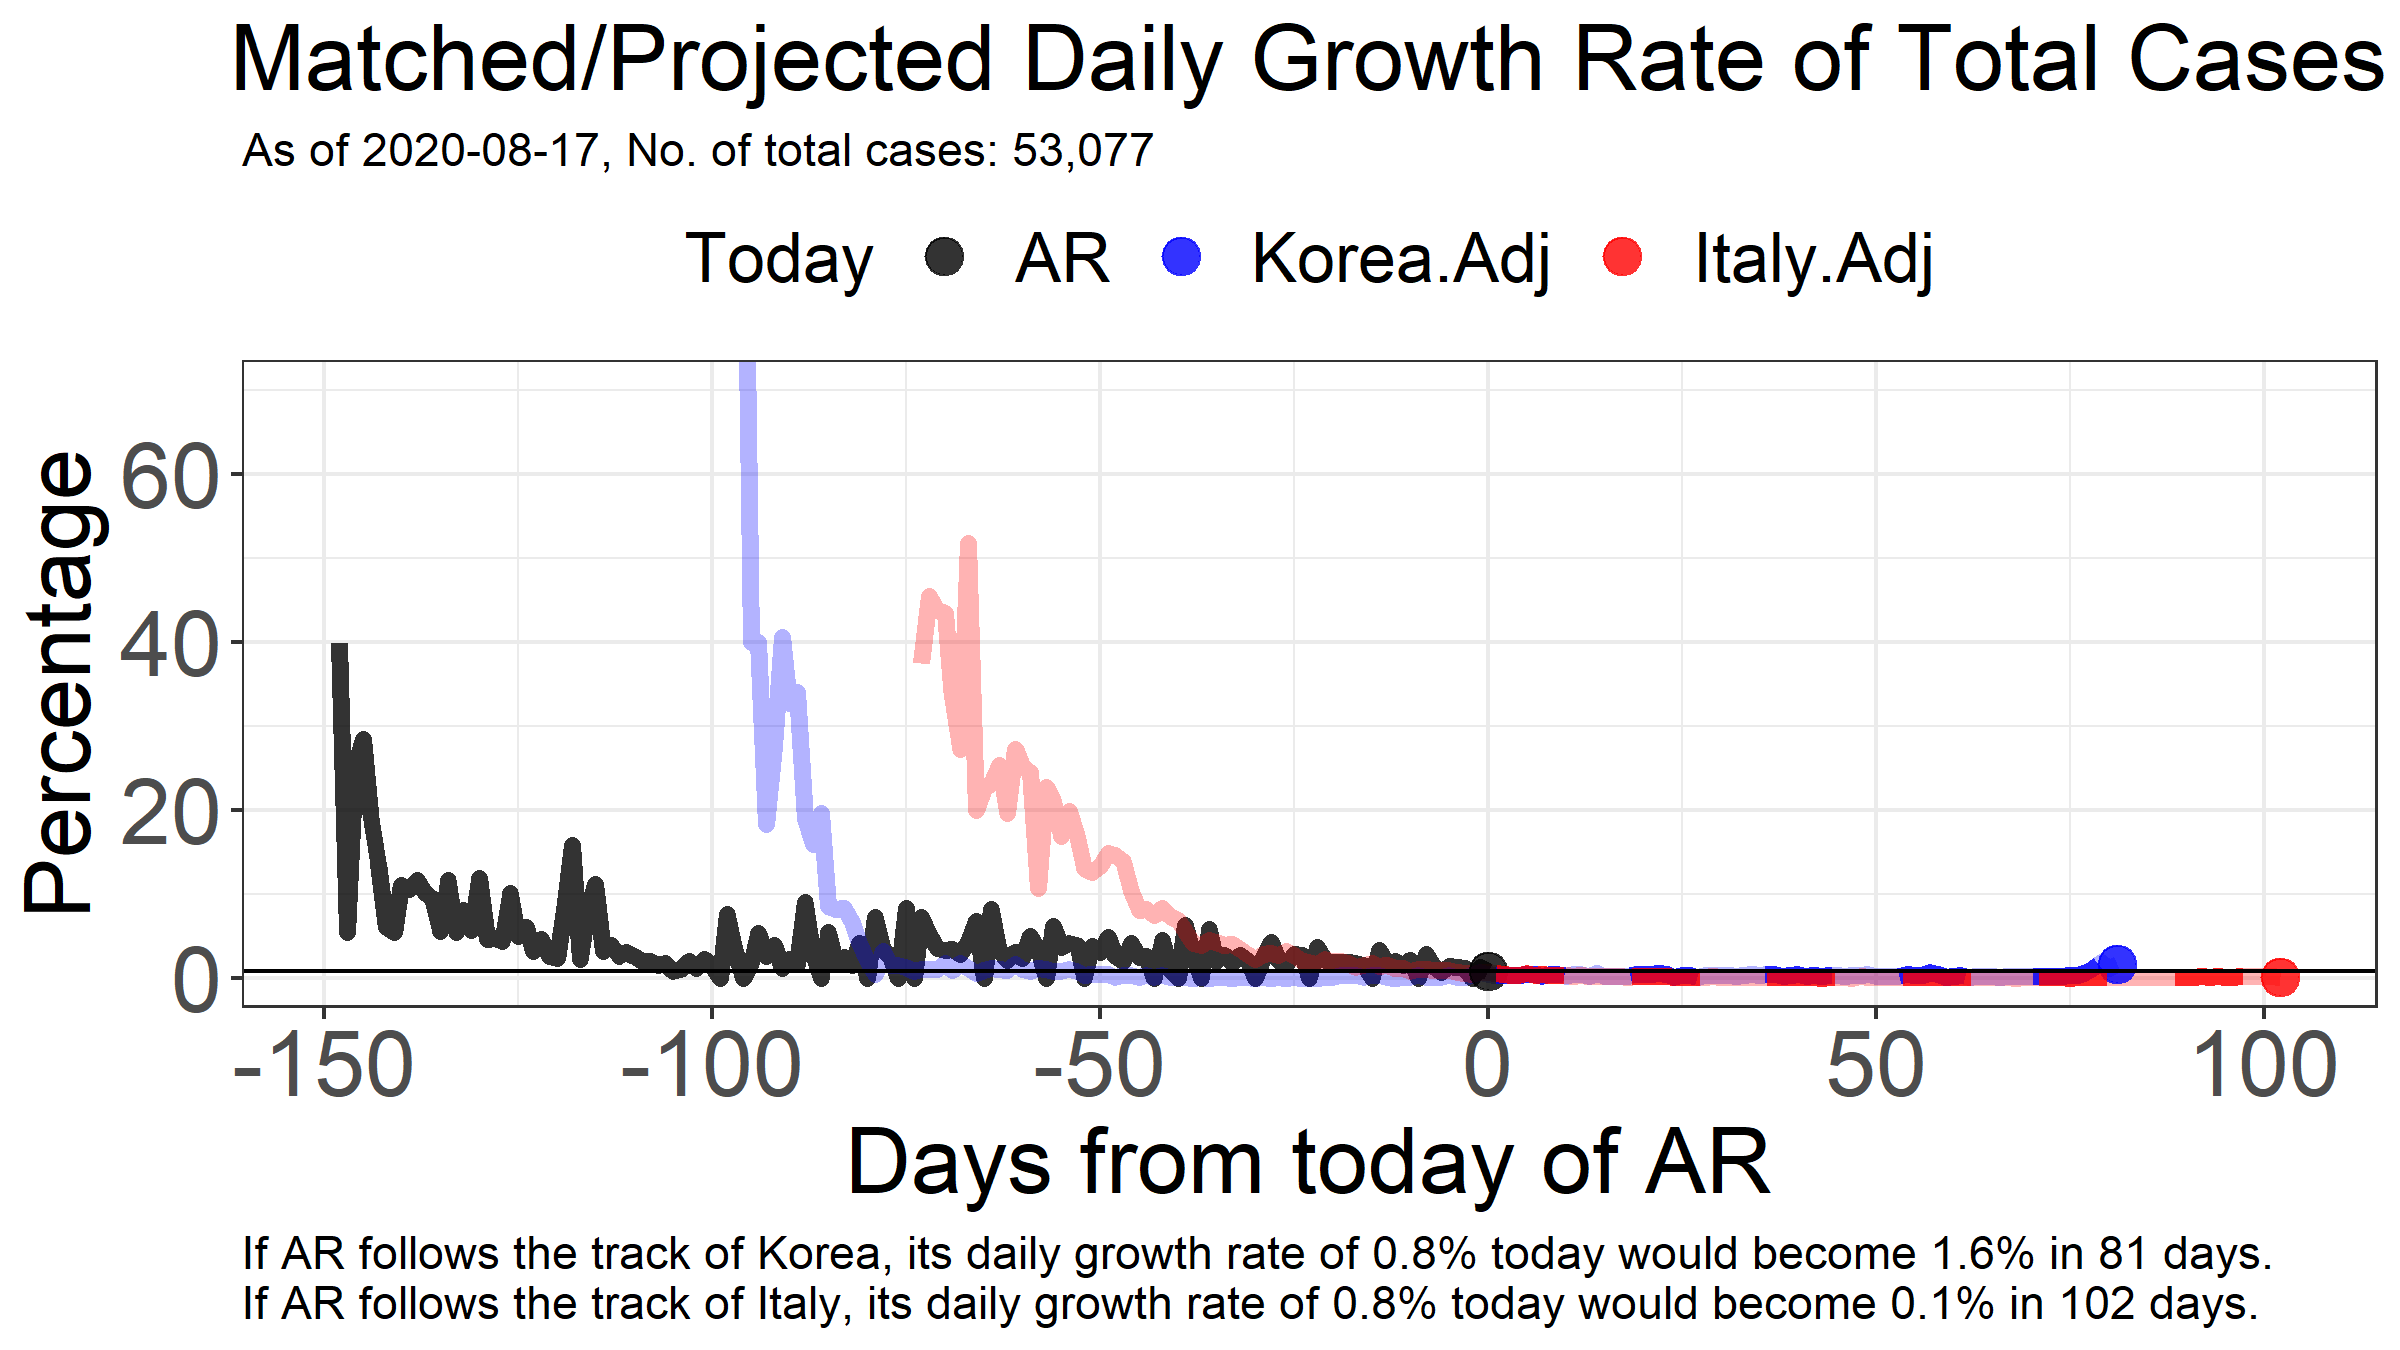 Matched/Projected Daily Growth Rate of Total Cases
As of 2020-08-17, No. of total cases: 53,077
Today AR Korea.Adj Italy.Adj
Percentage
60
40
20
0
-150 -100 -50 0 50 100
Days from today of AR
If AR follows the track of Korea, its daily growth rate of 0.8% today would become 1.6% in 81 days.
If AR follows the track of Italy, its daily growth rate of 0.8% today would become 0.1% in 102 days.